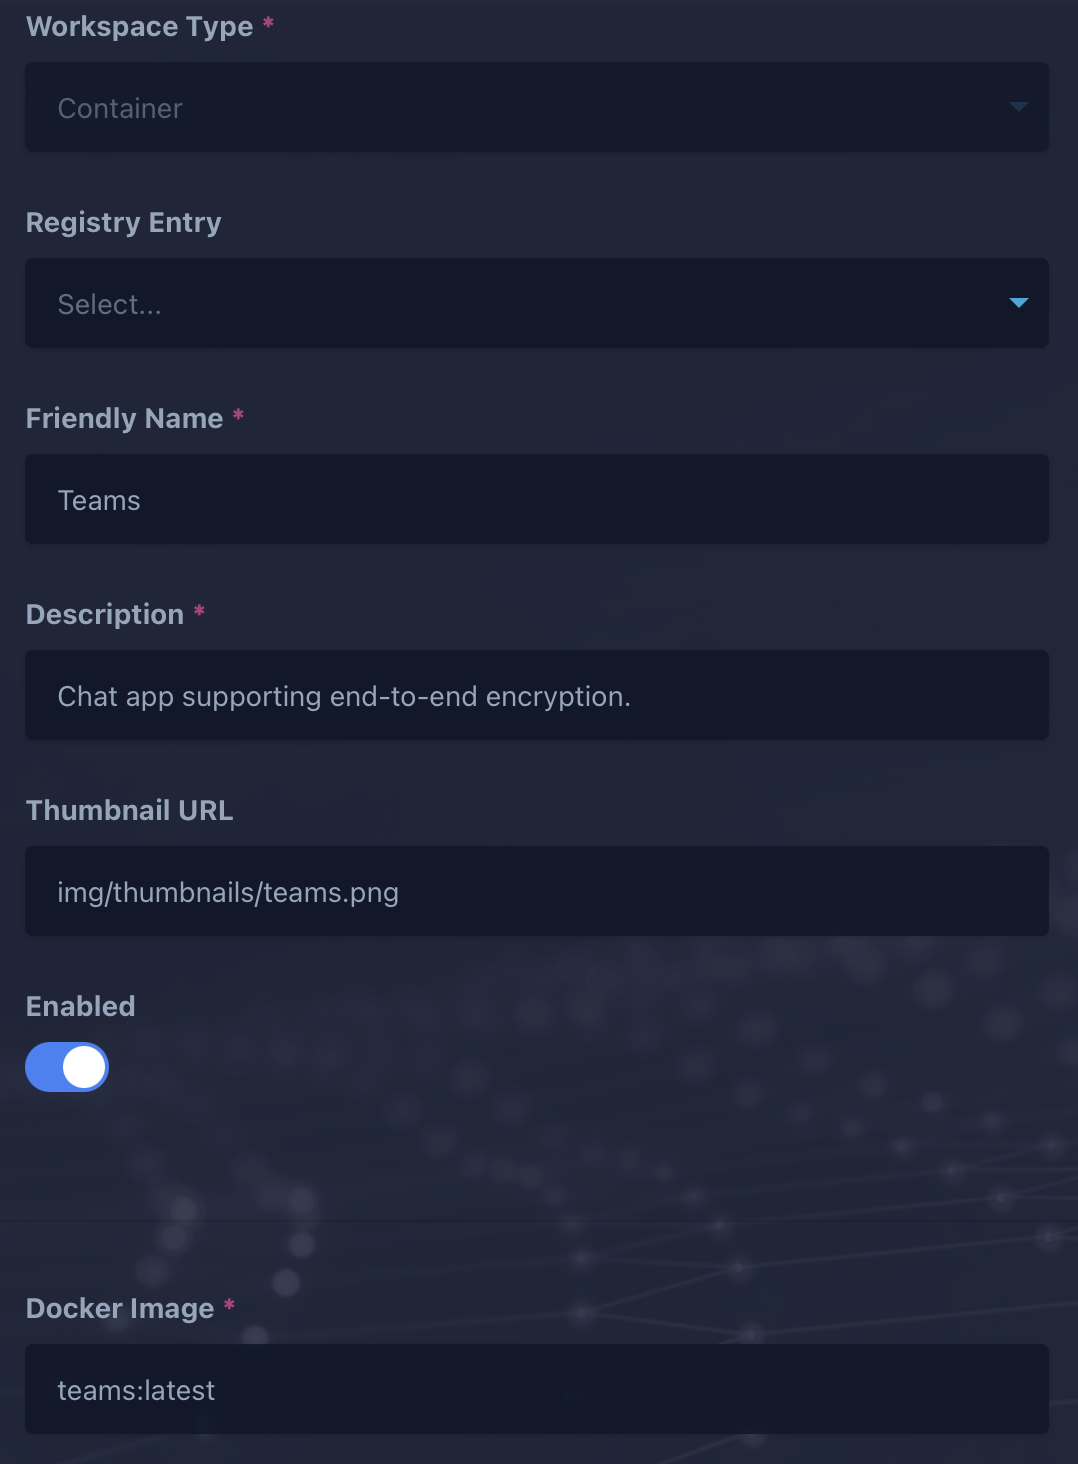 Workspace Type *
Container
Registry Entry
Select...
Friendly Name *
Teams
Description *
Chat app supporting end-to-end encryption.
Thumbnail URL
img/thumbnails/teams.png
Enabled
Docker Image *
teams:latest